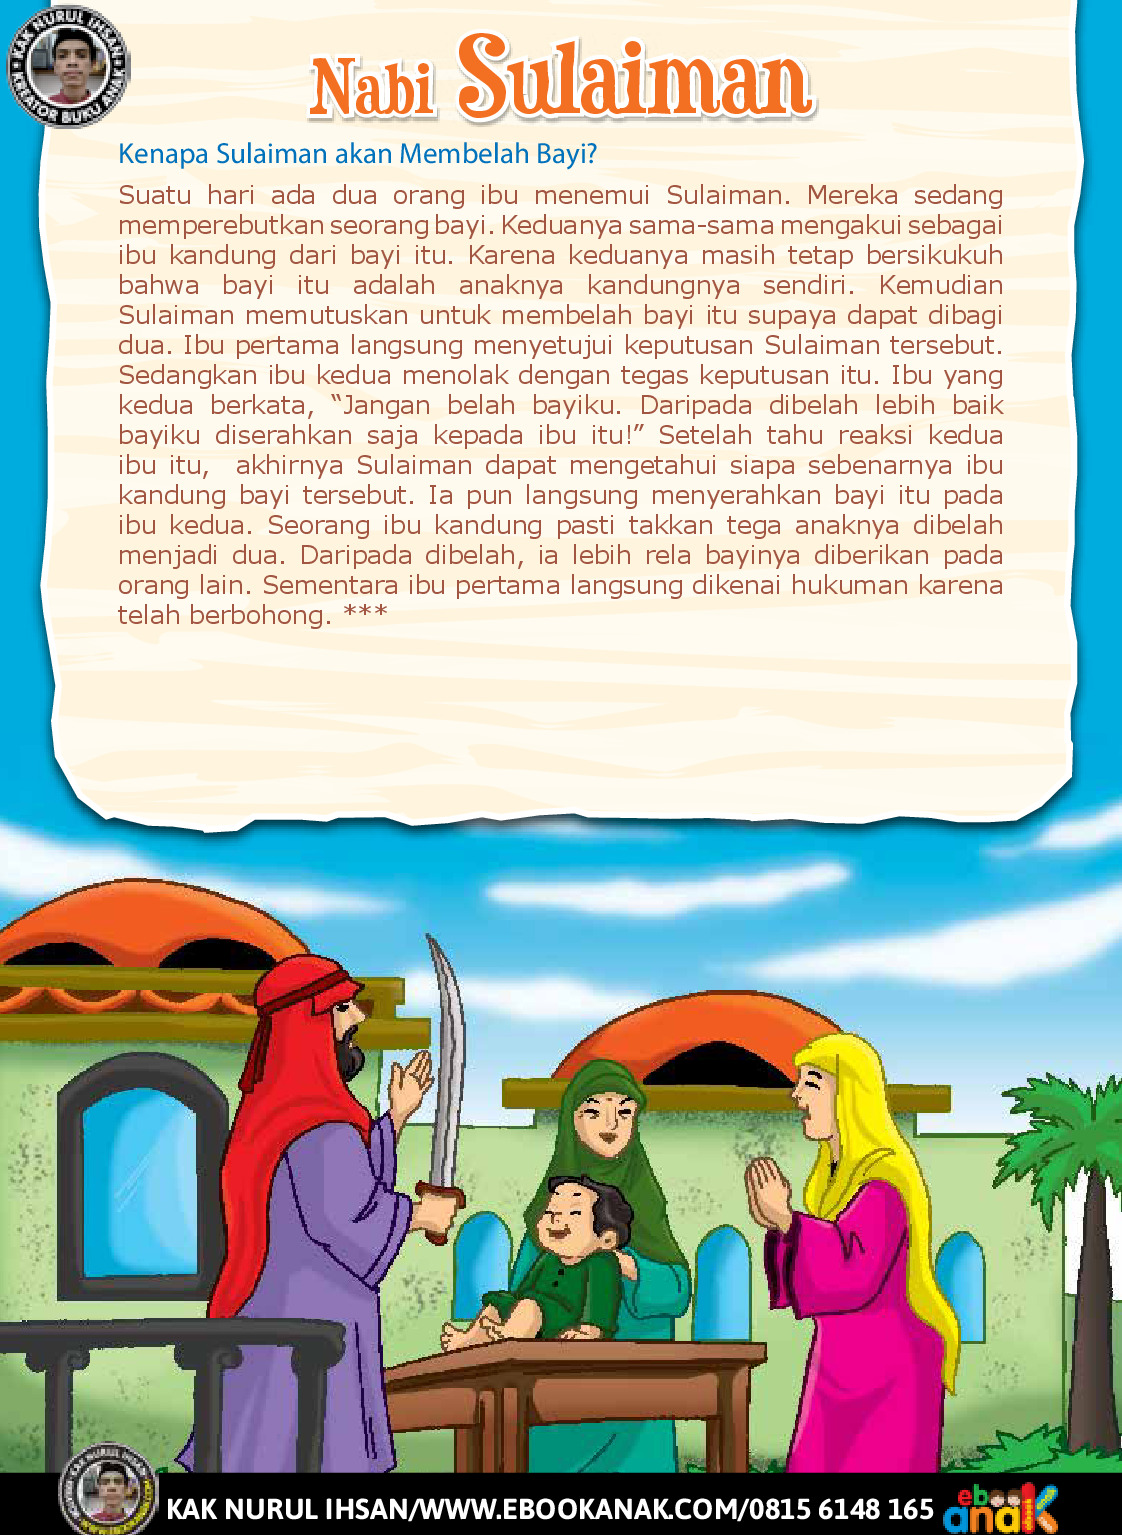 KAK NURUL IHSAN
KREATOR BUKU ANAK
Nabi Sulaiman
Kenapa Sulaiman akan Membelah Bayi?
Suatu hari ada dua orang ibu menemui Sulaiman. Mereka sedang
memperebutkan seorang bayi. Keduanya sama-sama mengakui sebagai
ibu kandung dari bayi itu. Karena keduanya masih tetap bersikukuh
bahwa bayi itu adalah anaknya kandungnya sendiri. Kemudian
Sulaiman memutuskan untuk membelah bayi itu supaya dapat dibagi
dua. Ibu pertama langsung menyetujui keputusan Sulaiman tersebut.
Sedangkan ibu kedua menolak dengan tegas keputusan itu. Ibu yang
kedua berkata, “Jangan belah bayiku. Daripada dibelah lebih baik
bayiku diserahkan saja kepada ibu itu!” Setelah tahu reaksi kedua
ibu itu, akhirnya Sulaiman dapat mengetahui siapa sebenarnya ibu
kandung bayi tersebut. Ia pun langsung menyerahkan bayi itu pada
ibu kedua. Seorang ibu kandung pasti takkan tega anaknya dibelah
menjadi dua. Daripada dibelah, ia lebih rela bayinya diberikan pada
orang lain. Sementara ibu pertama langsung dikenai hukuman karena
telah berbohong. ***
KAK NURUL IHSAN/WWW.EBOOKANAK.COM/0815 6148 165
ebook
anak